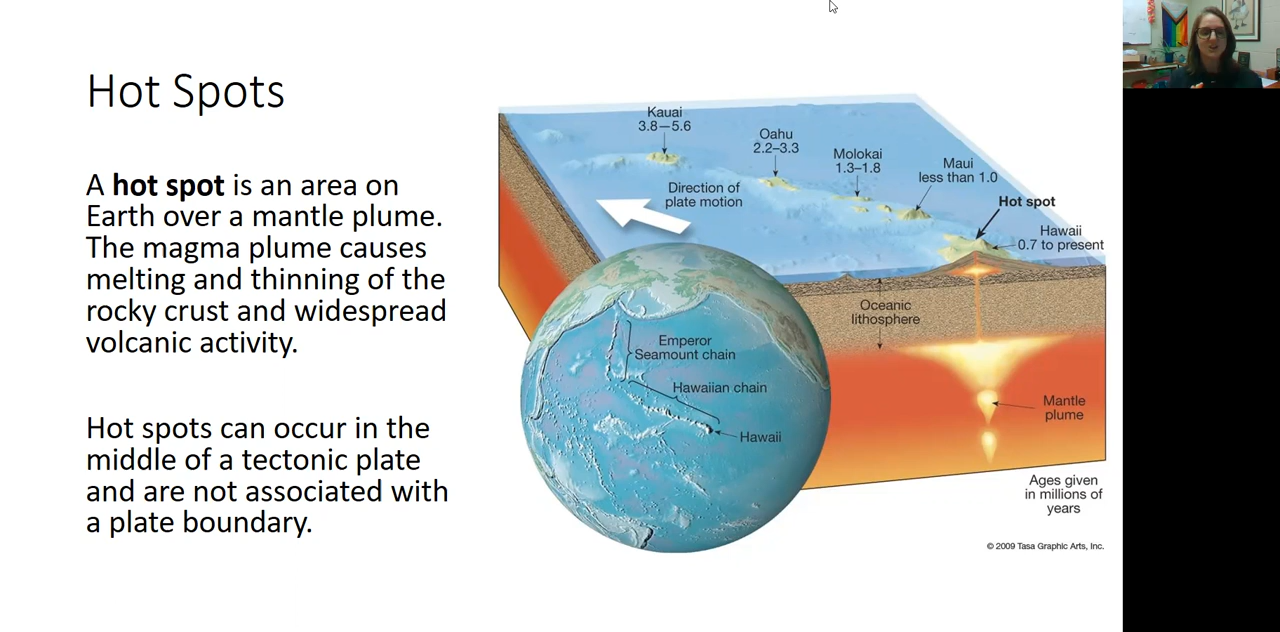 Hot Spots
A hot spot is an area on
Earth over a mantle plume.
The magma plume causes
melting and thinning of the
rocky crust and widespread
volcanic activity.
Hot spots can occur in the
middle of a tectonic plate
and are not associated with
a plate boundary.
Kauai
3.8–5.6
Oahu
2.2–3.3
Molokai
1.3–1.8
Maui
less than 1.0
Direction of
plate motion
Hot spot
Hawaii
0.7 to present
Oceanic
lithosphere
Emperor
Seamount chain
Hawaiian chain
Hawaii
Mantle
plume
Ages given
in millions of
years
© 2009 Tasa Graphic Arts, Inc.